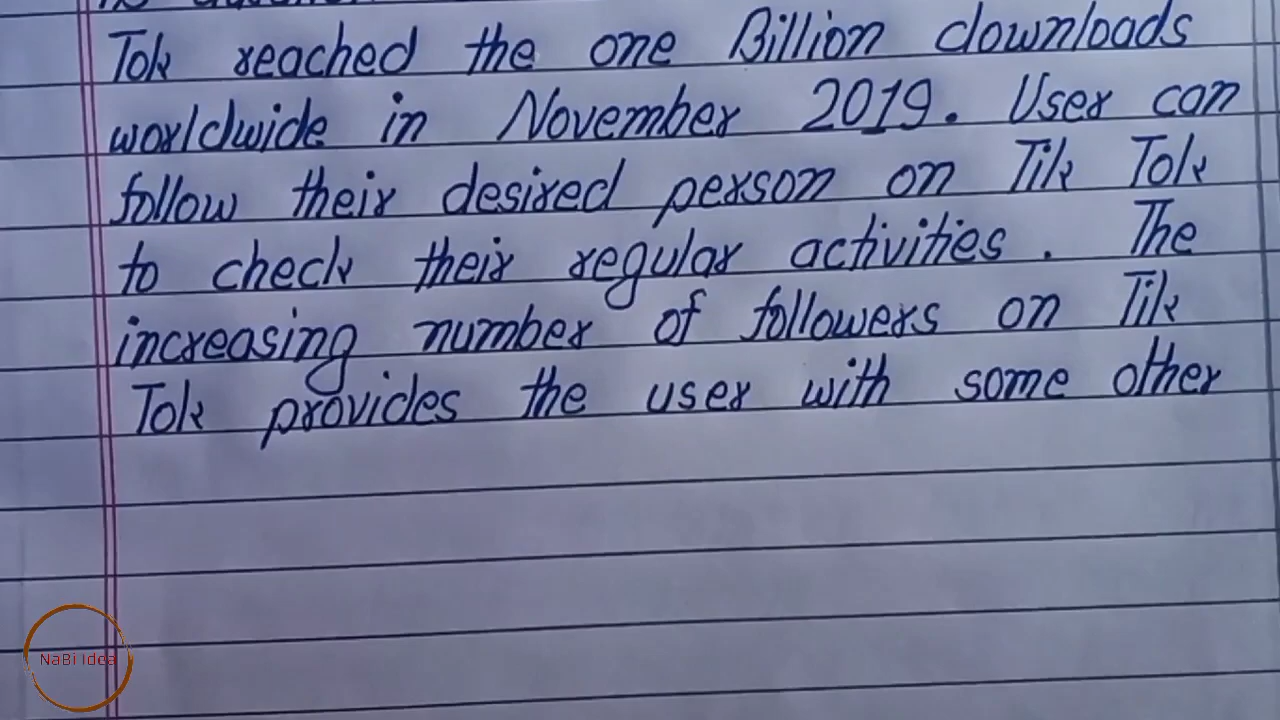 Tok reached the one Billion downloads
worldwide in November 2019. User can
follow their desired person on Tik Tok
to check their regular activities. The
increasing number of followers on Tik
Tok provides the user with some other
NaBi Idea